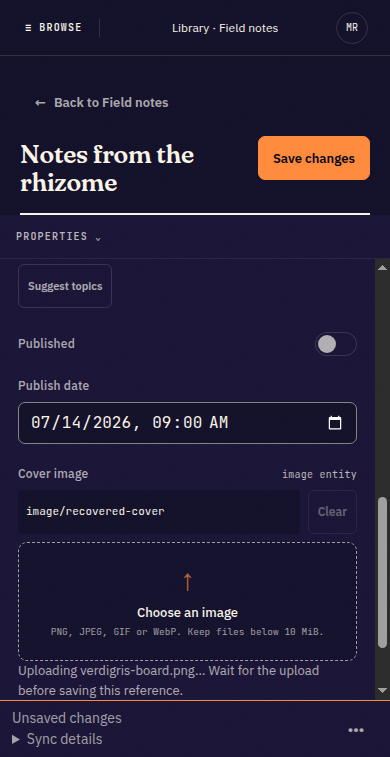 ≡ BROWSE
Library · Field notes
MR
← Back to Field notes
Notes from the
rhizome
Save changes
PROPERTIES
Suggest topics
Published
Publish date
07/14/2026, 09:00 AM
Cover image
image entity
image/recovered-cover
Clear
↑
Choose an image
PNG, JPEG, GIF or WebP. Keep files below 10 MiB.
Uploading verdigris-board.png… Wait for the upload
before saving this reference.
Unsaved changes
▶ Sync details
•••